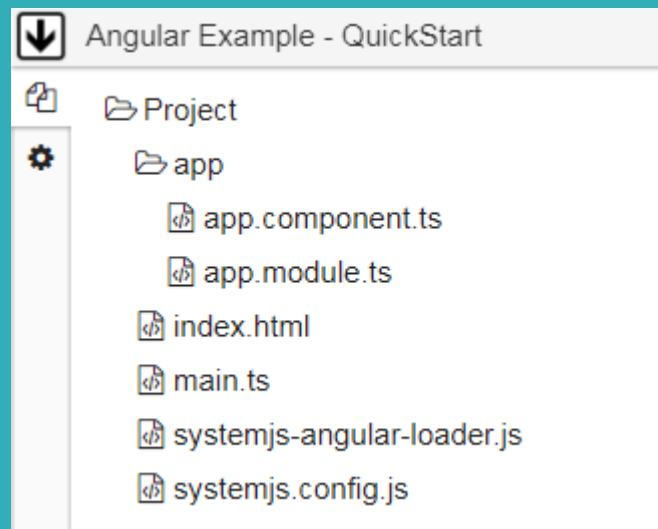 Angular Example - QuickStart
Project
app
app.component.ts
app.module.ts
index.html
main.ts
systemjs-angular-loader.js
systemjs.config.js